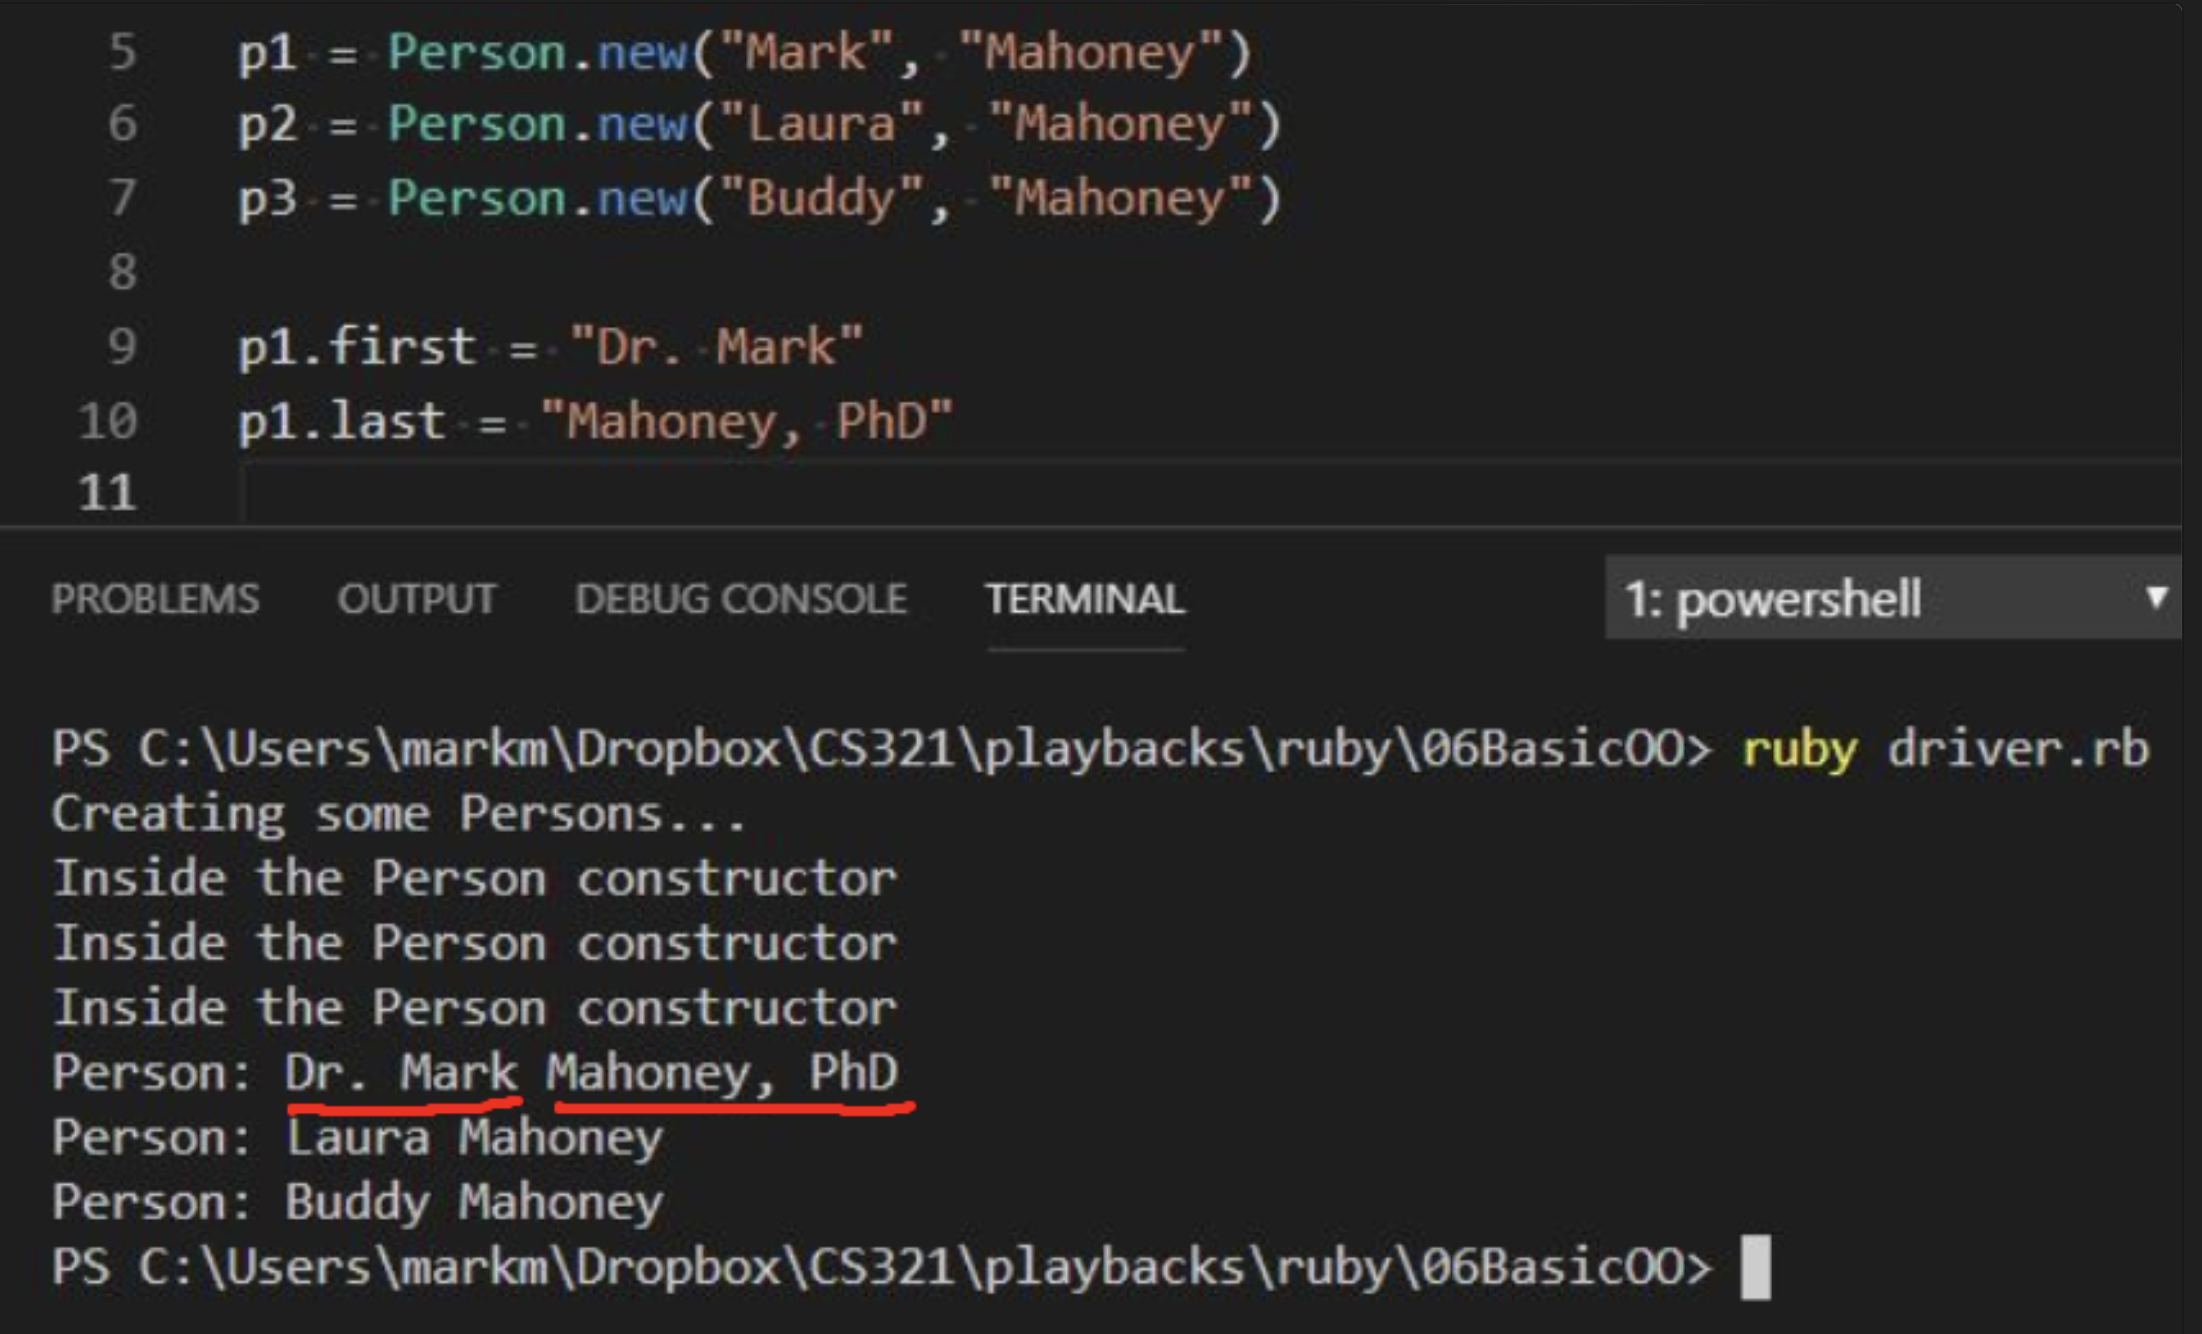 5 p1 = Person.new("Mark", "Mahoney")
6 p2 = Person.new("Laura", "Mahoney")
7 p3 = Person.new("Buddy", "Mahoney")
8
9 p1.first = "Dr. Mark"
10 p1.last = "Mahoney, PhD"
11
PROBLEMS OUTPUT DEBUG CONSOLE TERMINAL 1: powershell
PS C:\Users\markm\Dropbox\CS321\playbacks\ruby\06BasicOO> ruby driver.rb
Creating some Persons...
Inside the Person constructor
Inside the Person constructor
Inside the Person constructor
Person: Dr. Mark Mahoney, PhD
Person: Laura Mahoney
Person: Buddy Mahoney
PS C:\Users\markm\Dropbox\CS321\playbacks\ruby\06BasicOO>